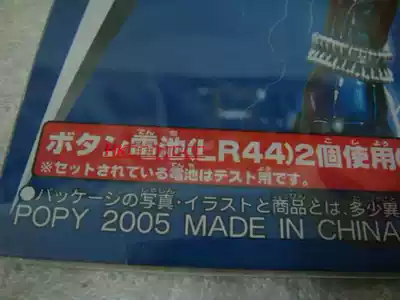 ボタン電池(LR44)2個使用
※セットされている電池はテスト用です。
●パッケージの写真・イラストと商品とは、多少異
POPY 2005 MADE IN CHINA